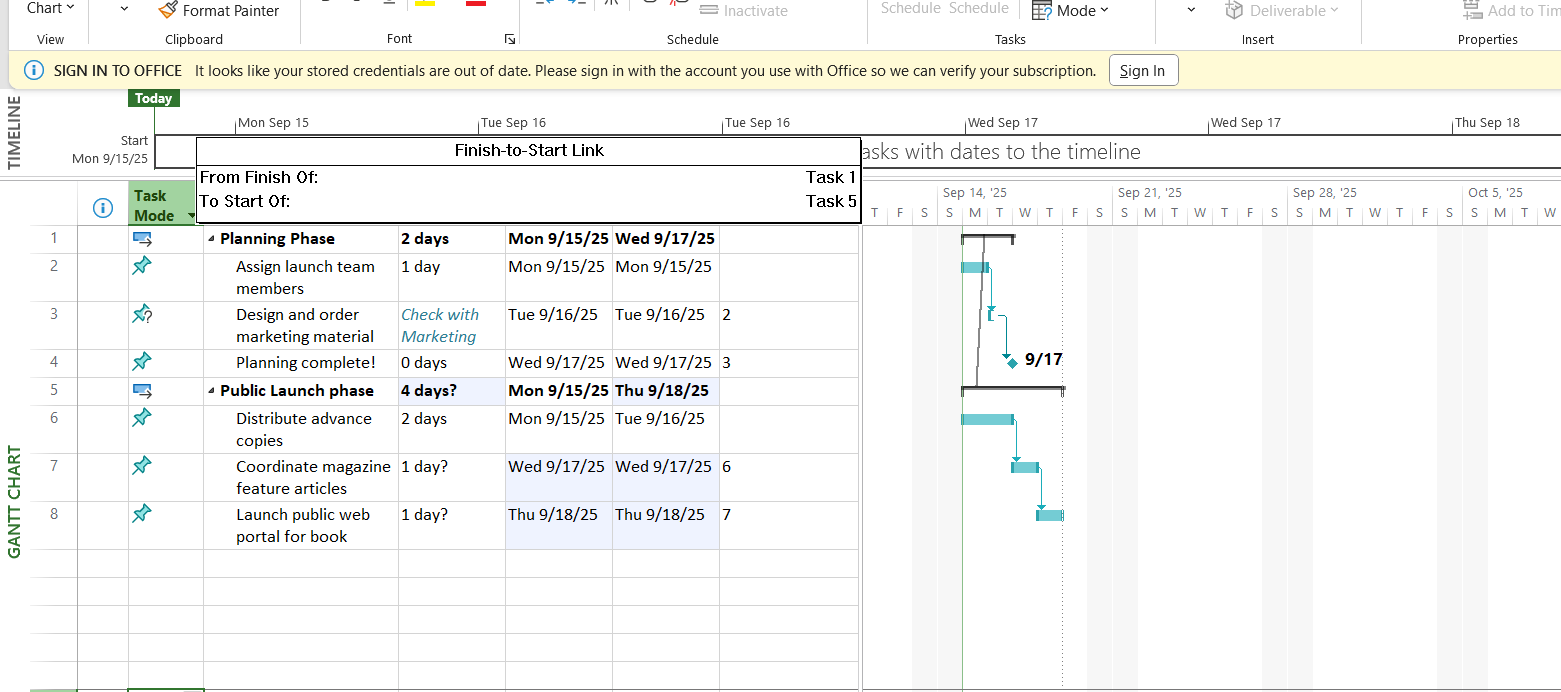 Chart
Format Painter
Inactivate
Schedule Schedule
Mode
Deliverable
Add to Tim
View
Clipboard
Font
Schedule
Tasks
Insert
Properties
SIGN IN TO OFFICE It looks like your stored credentials are out of date. Please sign in with the account you use with Office so we can verify your subscription. Sign In
TIMELINE
Today
Mon Sep 15
Tue Sep 16
Tue Sep 16
Wed Sep 17
Wed Sep 17
Thu Sep 18
Start
Mon 9/15/25
asks with dates to the timeline
Finish-to-Start Link
From Finish Of: Task 1
To Start Of: Task 5
Task
Mode
Sep 14, '25 Sep 21, '25 Sep 28, '25 Oct 5, '25
T F S S M T W T F S S M T W T F S S M T W T F S S M T W
GANTT CHART
1 Planning Phase 2 days Mon 9/15/25 Wed 9/17/25
2 Assign launch team 1 day Mon 9/15/25 Mon 9/15/25
members
3 Design and order Check with Tue 9/16/25 Tue 9/16/25 2
marketing material Marketing
4 Planning complete! 0 days Wed 9/17/25 Wed 9/17/25 3 9/17
5 Public Launch phase 4 days? Mon 9/15/25 Thu 9/18/25
6 Distribute advance 2 days Mon 9/15/25 Tue 9/16/25
copies
7 Coordinate magazine 1 day? Wed 9/17/25 Wed 9/17/25 6
feature articles
8 Launch public web 1 day? Thu 9/18/25 Thu 9/18/25 7
portal for book